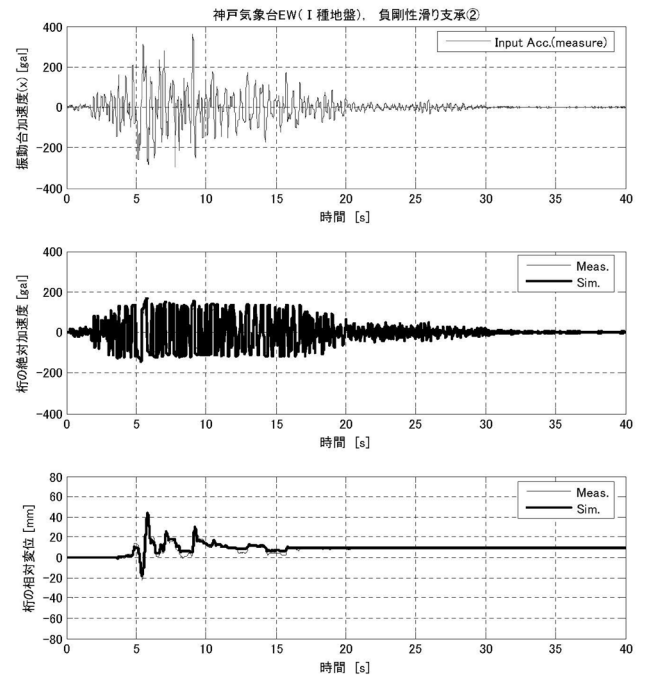 神戸気象台EW(Ⅰ種地盤), 負剛性滑り支承②
400
200
0
-200
-400
振動台加速度(x) [gal]
Input Acc.(measure)
0 5 10 15 20 25 30 35 40
時間 [s]
400
200
0
-200
-400
桁の絶対加速度 [gal]
Meas.
Sim.
0 5 10 15 20 25 30 35 40
時間 [s]
80
60
40
20
0
-20
-40
-60
-80
桁の相対変位 [mm]
Meas.
Sim.
0 5 10 15 20 25 30 35 40
時間 [s]